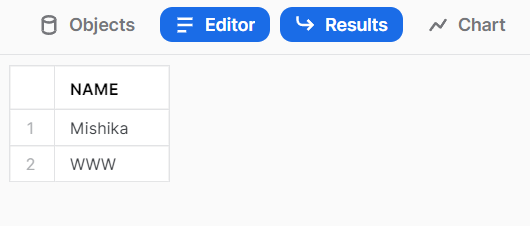 Objects Editor Results Chart
NAME
1 Mishika
2 WWW